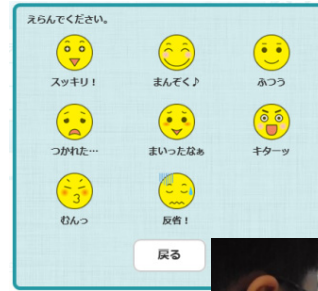 えらんでください。
スッキリ！ まんぞく♪ ふつう
つかれた… まいったなぁ キターッ
むんっ 反省！
戻る